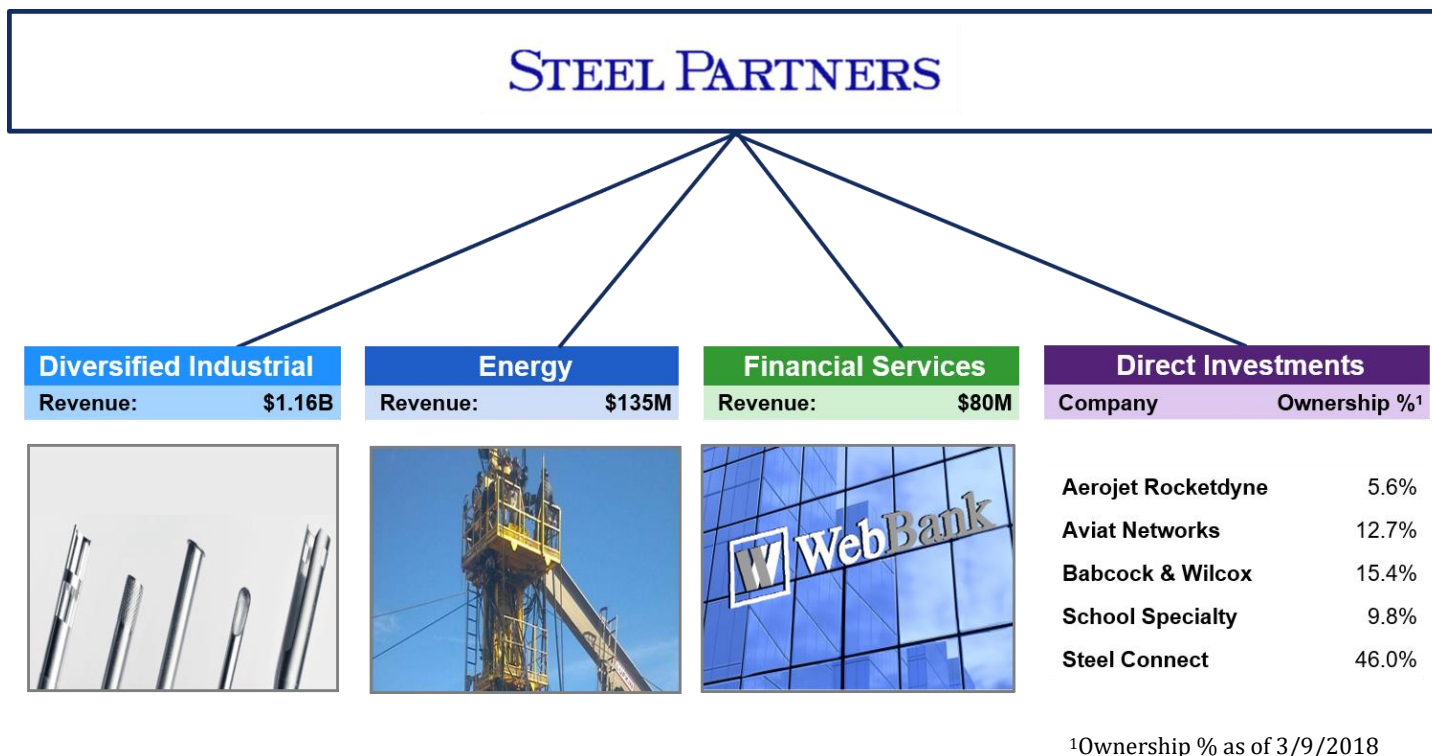 STEEL PARTNERS
Diversified Industrial
Revenue: $1.16B
Energy
Revenue: $135M
Financial Services
Revenue: $80M
W WebBank
Direct Investments
Company Ownership %¹
Aerojet Rocketdyne 5.6%
Aviat Networks 12.7%
Babcock & Wilcox 15.4%
School Specialty 9.8%
Steel Connect 46.0%
¹Ownership % as of 3/9/2018